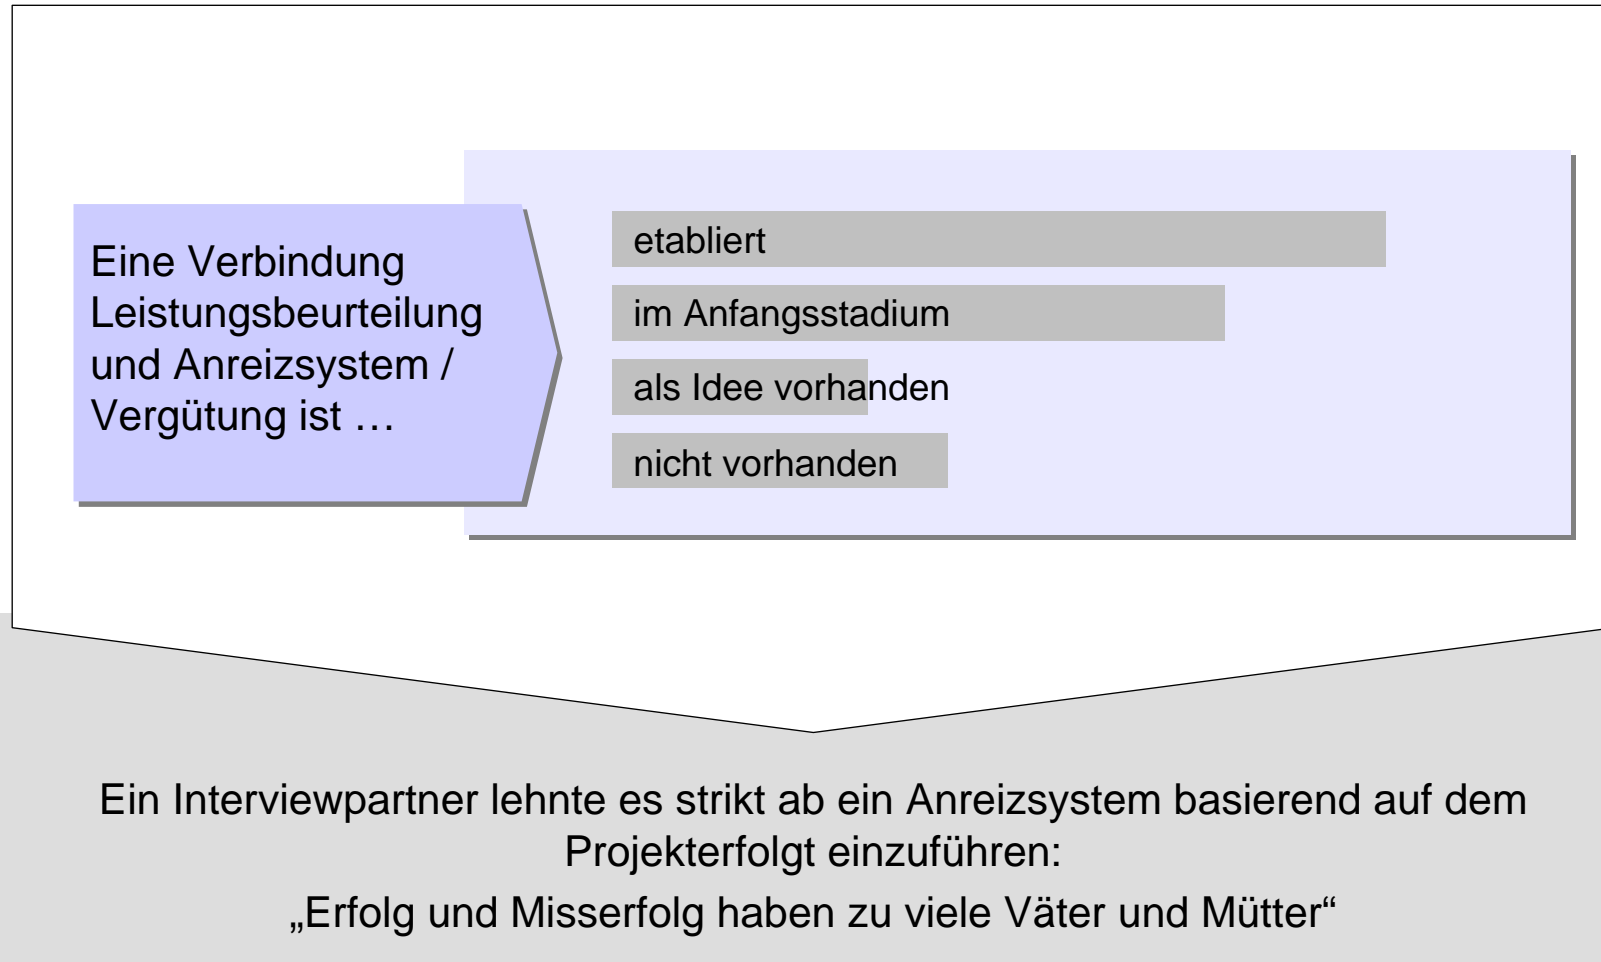 Eine Verbindung
Leistungsbeurteilung
und Anreizsystem /
Vergütung ist …
etabliert
im Anfangsstadium
als Idee vorhanden
nicht vorhanden
Ein Interviewpartner lehnte es strikt ab ein Anreizsystem basierend auf dem
Projekterfolgt einzuführen:
„Erfolg und Misserfolg haben zu viele Väter und Mütter“